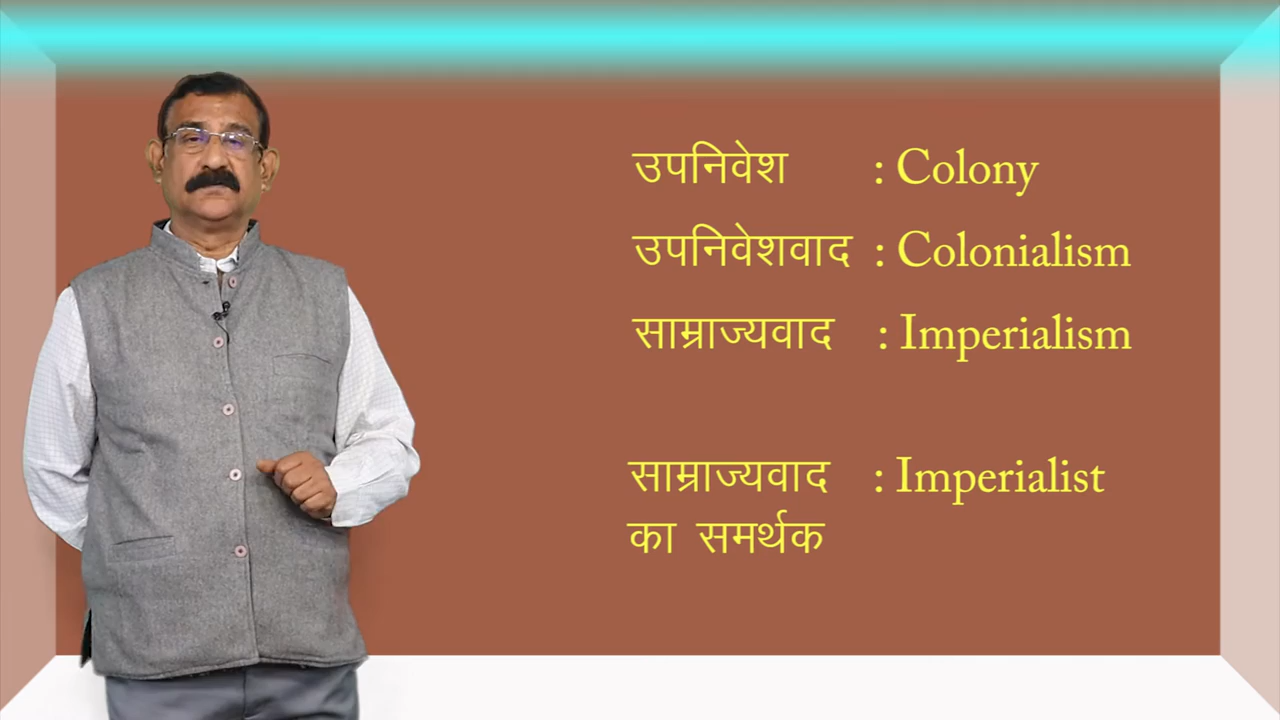 उपनिवेश : Colony
उपनिवेशवाद : Colonialism
साम्राज्यवाद : Imperialism
साम्राज्यवाद : Imperialist
का समर्थक